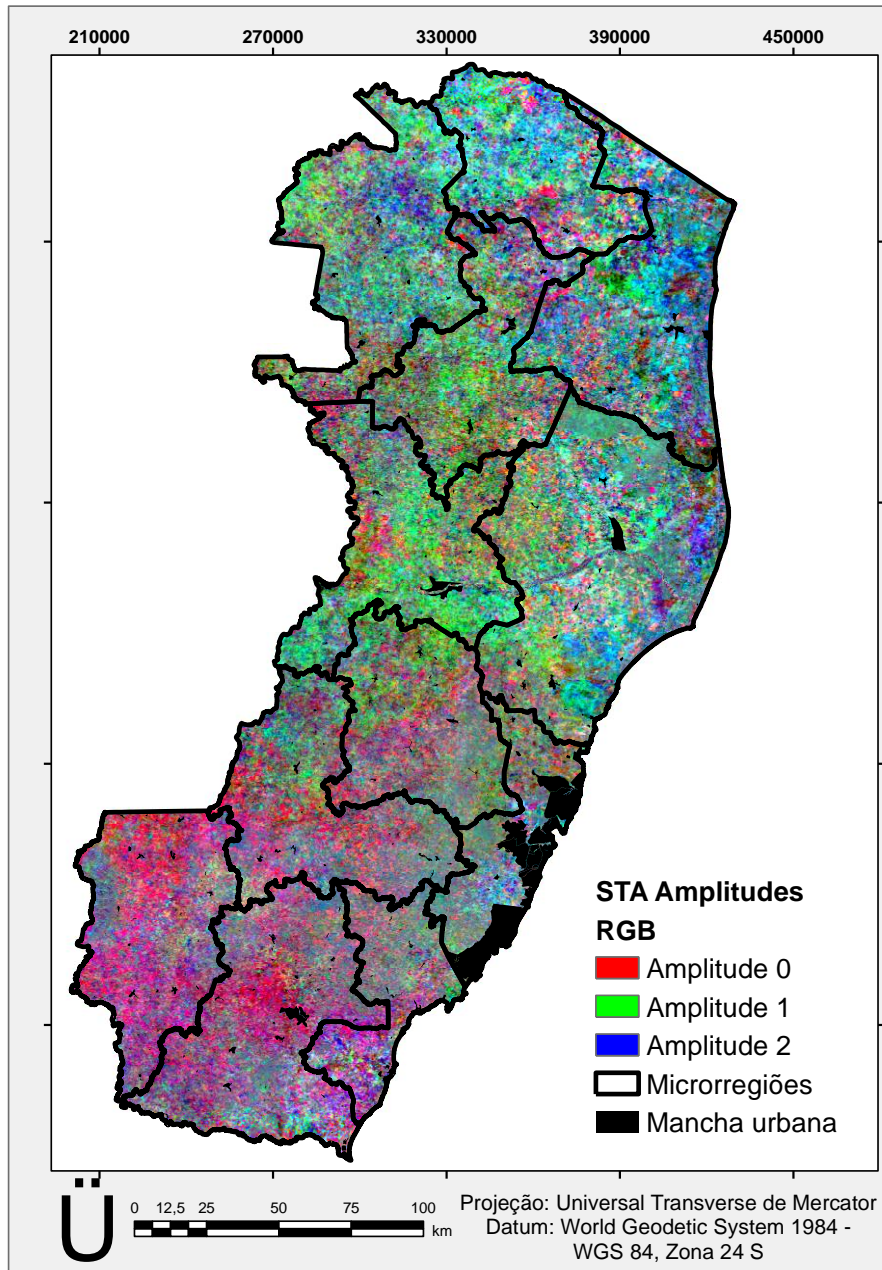 210000 270000 330000 390000 450000
STA Amplitudes
RGB
Amplitude 0
Amplitude 1
Amplitude 2
Microrregiões
Mancha urbana
Ü
0 12,5 25 50 75 100
km
Projeção: Universal Transverse de Mercator
Datum: World Geodetic System 1984 -
WGS 84, Zona 24 S